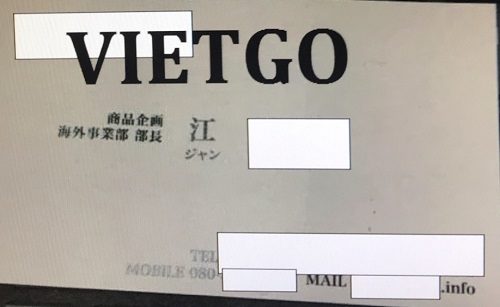 VIETGO
商品企画
海外事業部 部長
江
ジャン
TEL
MOBILE 080-
MAIL .info